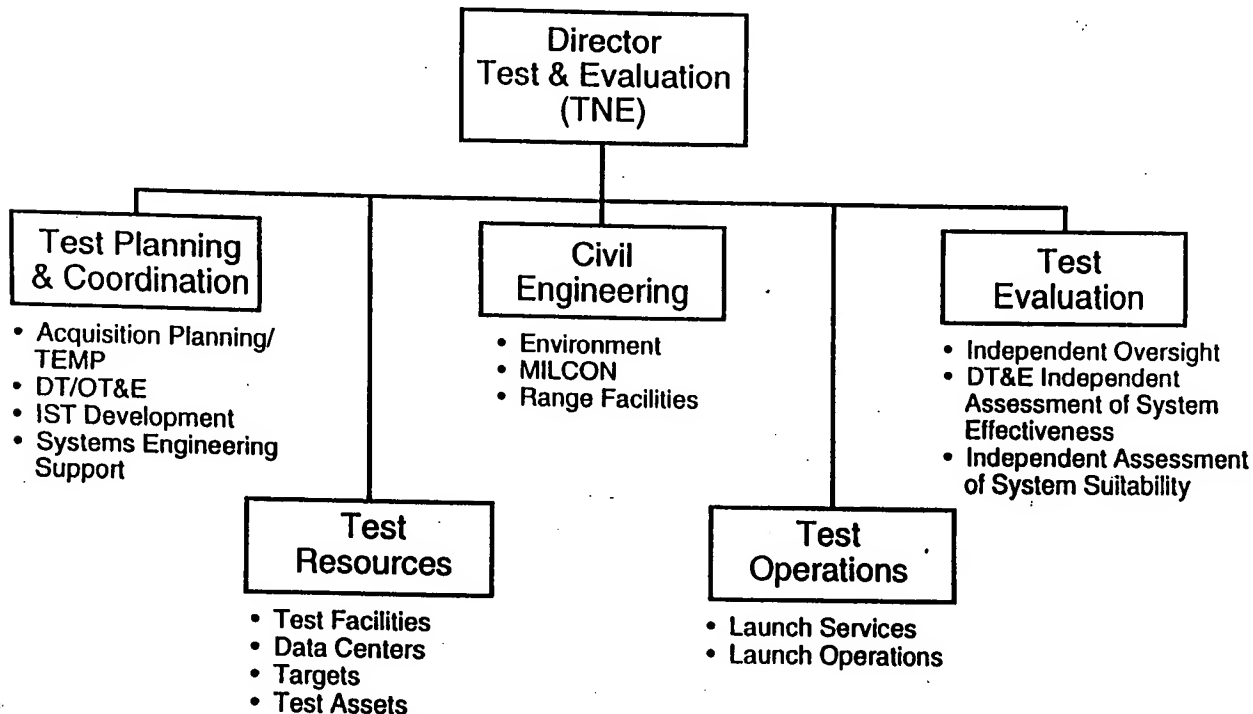 Director
Test & Evaluation
(TNE)
Test Planning
& Coordination
• Acquisition Planning/
TEMP
• DT/OT&E
• IST Development
• Systems Engineering
Support
Civil
Engineering
• Environment
• MILCON
• Range Facilities
Test
Evaluation
• Independent Oversight
• DT&E Independent
Assessment of System
Effectiveness
• Independent Assessment
of System Suitability
Test
Resources
• Test Facilities
• Data Centers
• Targets
• Test Assets
Test
Operations
• Launch Services
• Launch Operations